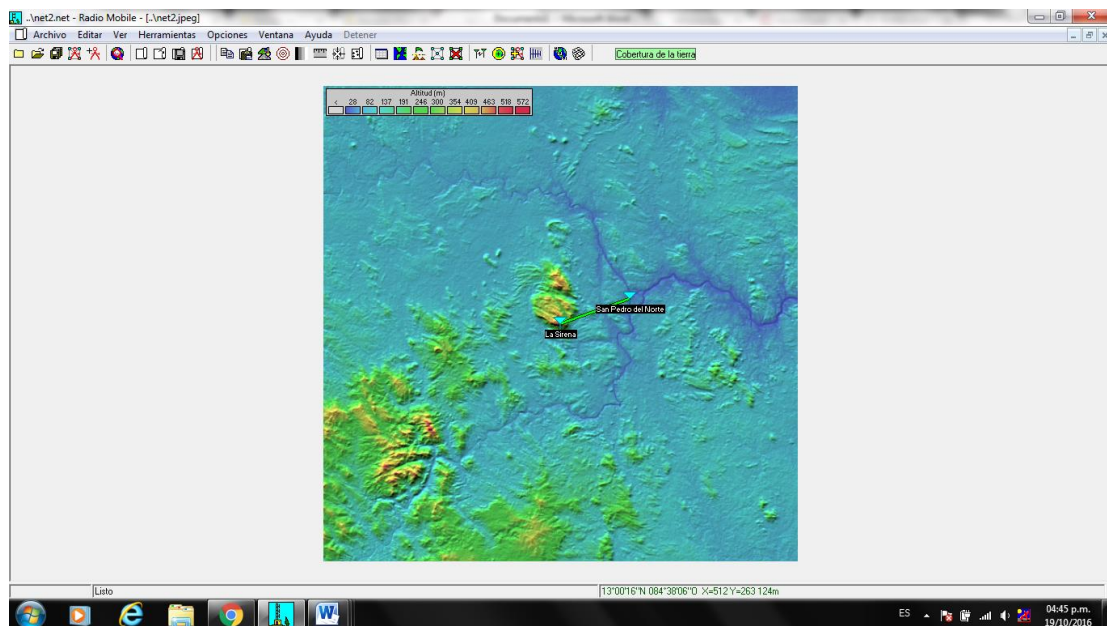 ..\net2.net - Radio Mobile - [..\net2.jpeg]
Archivo Editar Ver Herramientas Opciones Ventana Ayuda Detener
Cobertura de la tierra
Altitud (m)
< 28 82 137 191 246 300 354 409 463 518 572
San Pedro del Norte
La Sirena
Listo
13°00'16"N 084°38'06"O X=512 Y=263 124m
ES
04:45 p.m.
19/10/2016